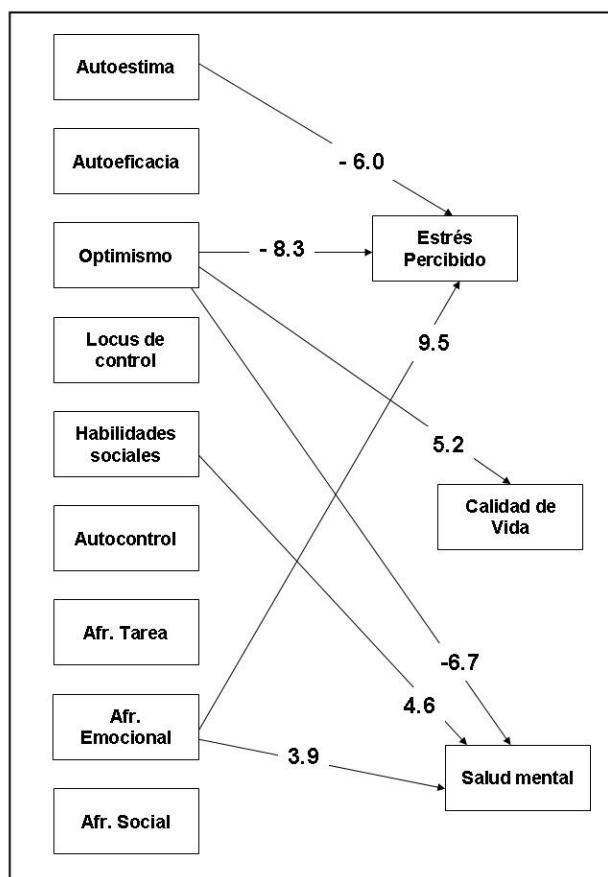 Autoestima
Autoeficacia
- 6.0
Optimismo
- 8.3
Estrés
Percibido
Locus de
control
9.5
Habilidades
sociales
5.2
Autocontrol
Calidad de
Vida
Afr. Tarea
-6.7
Afr.
Emocional
4.6
3.9
Salud mental
Afr. Social